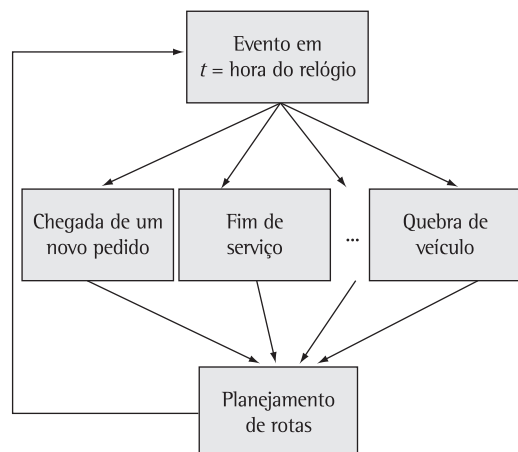 Evento em
t = hora do relógio
Chegada de um
novo pedido
Fim de
serviço
...
Quebra de
veículo
Planejamento
de rotas